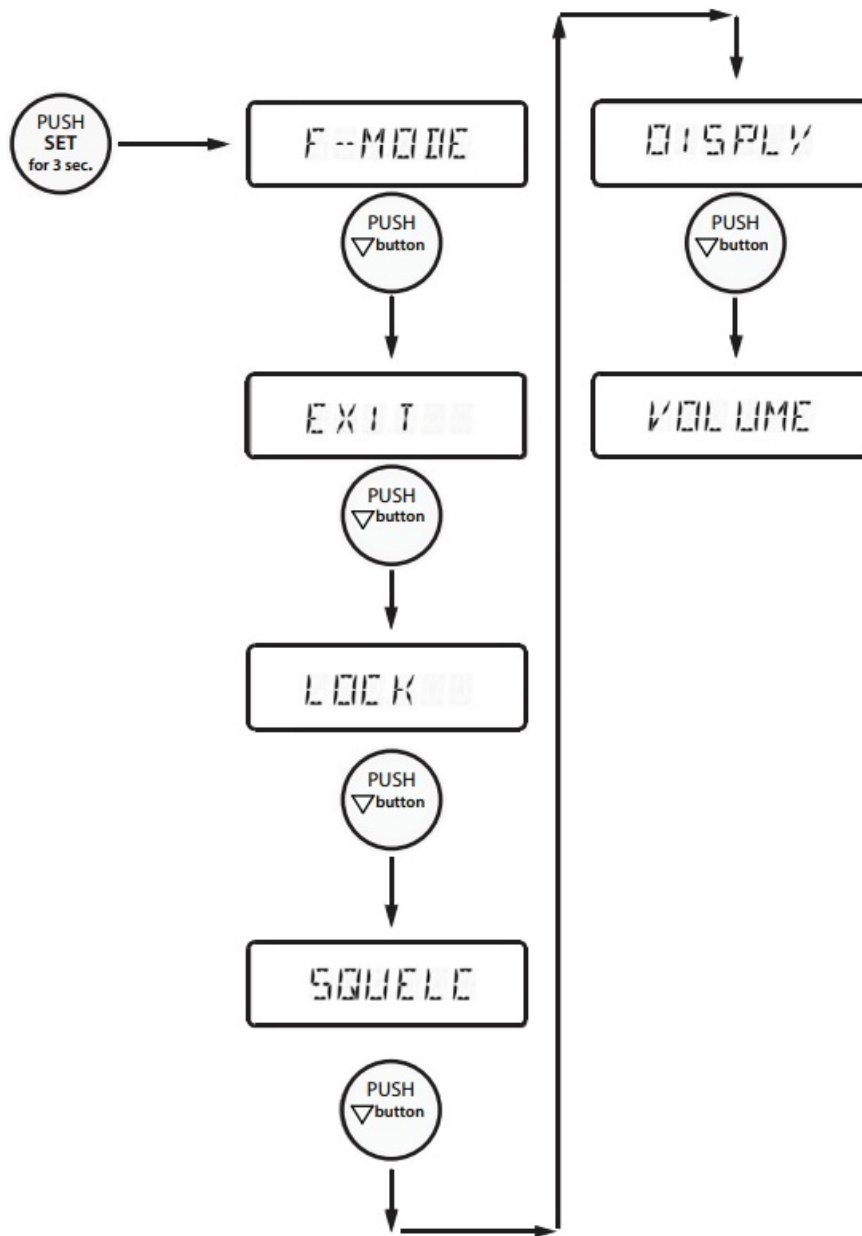 PUSH
SET
for 3 sec.
F--MODE
PUSH
▽button
EXIT
PUSH
▽button
LOCK
PUSH
▽button
SQUELC
PUSH
▽button
DISPLY
PUSH
▽button
VOLUME